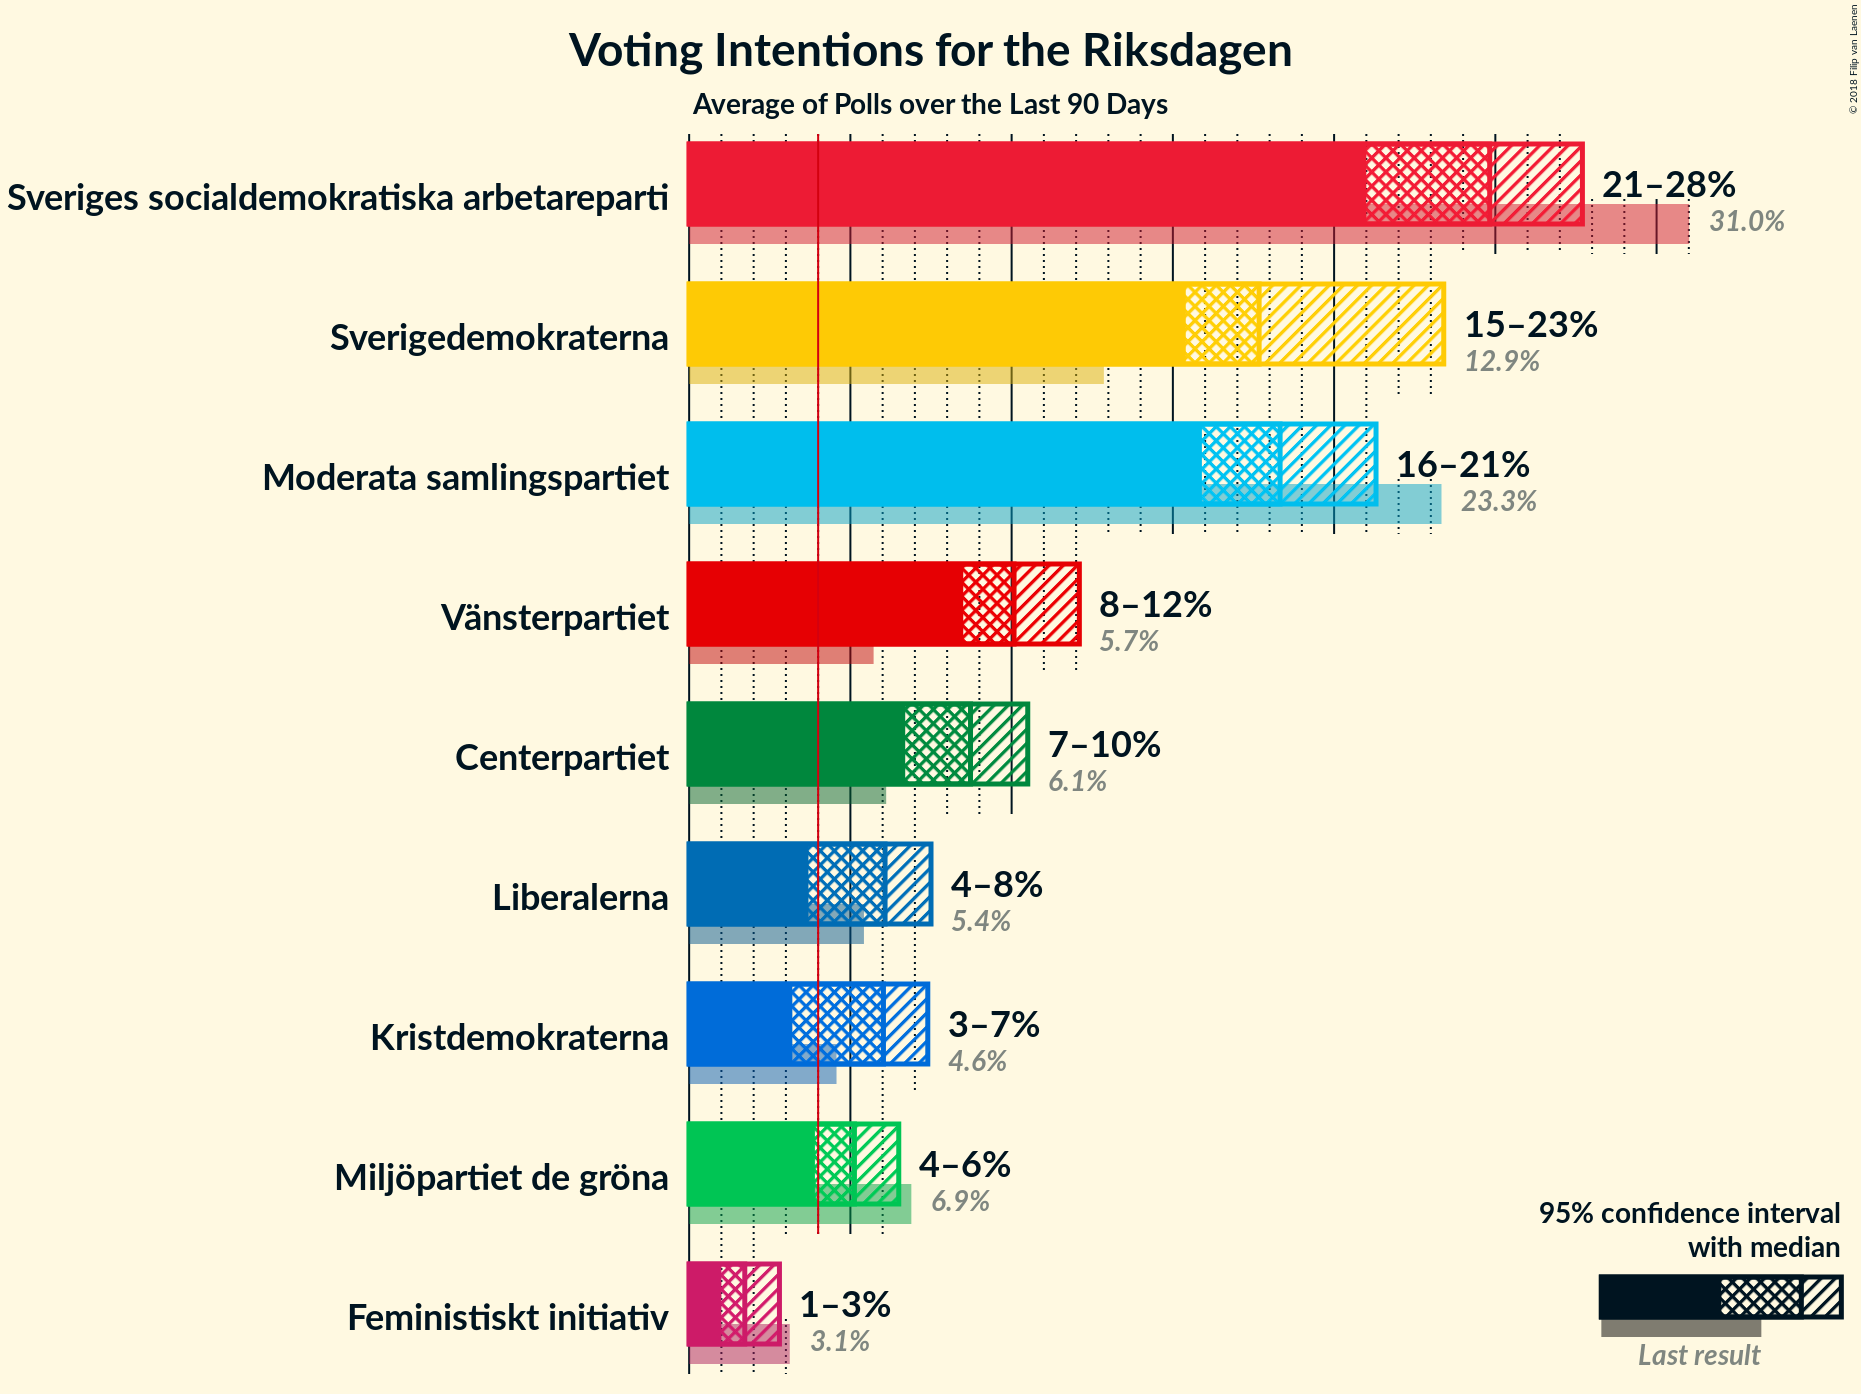 Voting Intentions for the Riksdagen
Average of Polls over the Last 90 Days
© 2018 Filip van Laenen
Sveriges socialdemokratiska arbetareparti
21–28%
31.0%
Sverigedemokraterna
15–23%
12.9%
Moderata samlingspartiet
16–21%
23.3%
Vänsterpartiet
8–12%
5.7%
Centerpartiet
7–10%
6.1%
Liberalerna
4–8%
5.4%
Kristdemokraterna
3–7%
4.6%
Miljöpartiet de gröna
4–6%
6.9%
Feministiskt initiativ
1–3%
3.1%
95% confidence interval
with median
Last result